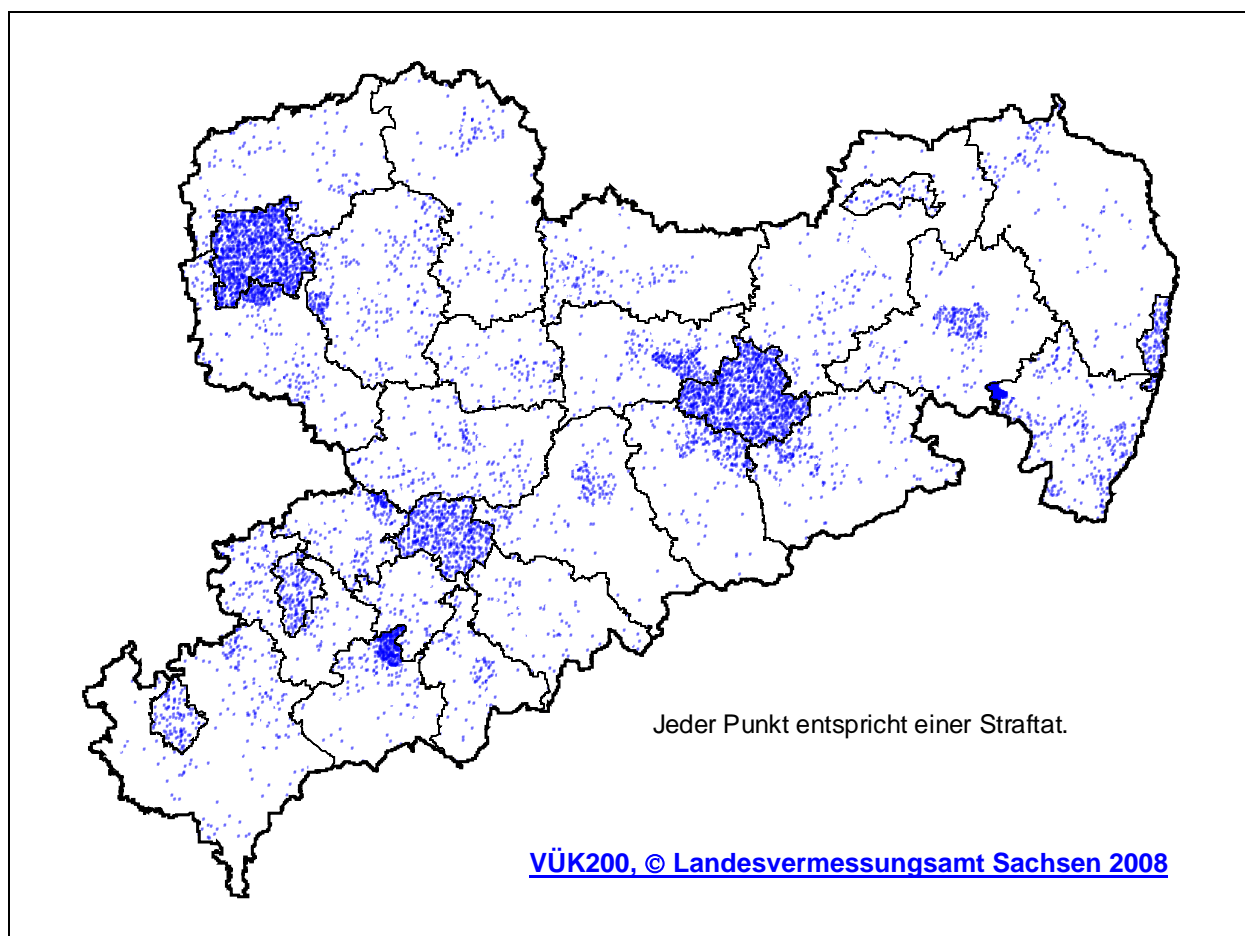 Jeder Punkt entspricht einer Straftat.
VÜK200, © Landesvermessungsamt Sachsen 2008